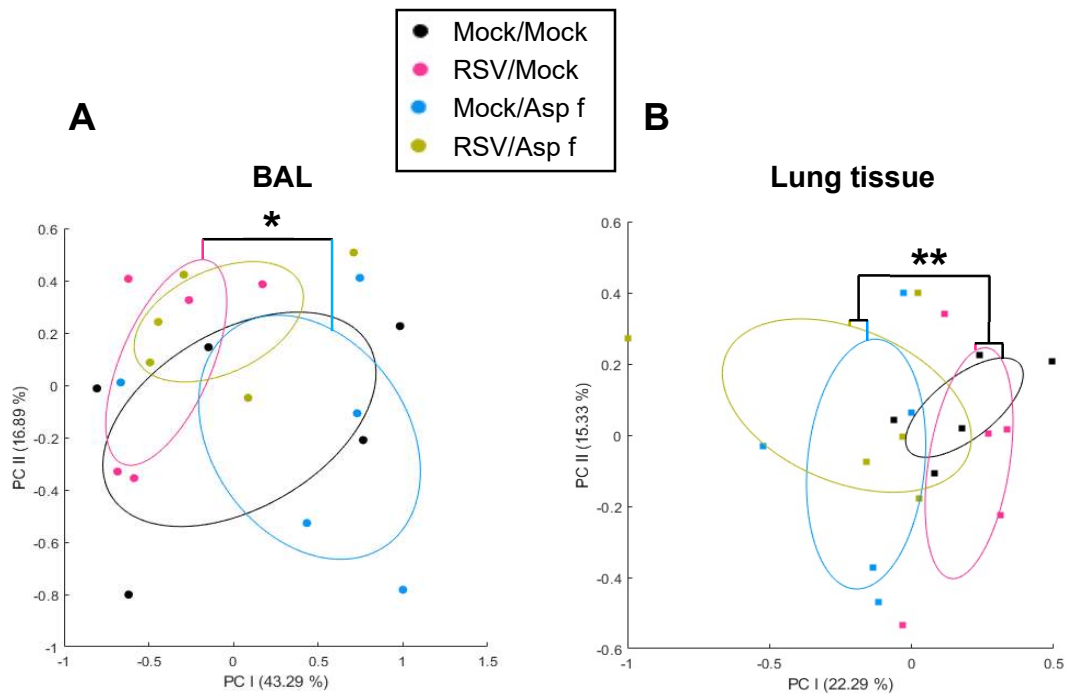 Mock/Mock
RSV/Mock
Mock/Asp f
RSV/Asp f
A
BAL
*
0.6
0.4
0.2
0
-0.2
-0.4
-0.6
-0.8
-1
PC II (16.89 %)
-1
-0.5
0
0.5
1
1.5
PC I (43.29 %)
B
Lung tissue
**
0.6
0.4
0.2
0
-0.2
-0.4
-0.6
PC II (15.33 %)
-1
-0.5
0
0.5
PC I (22.29 %)